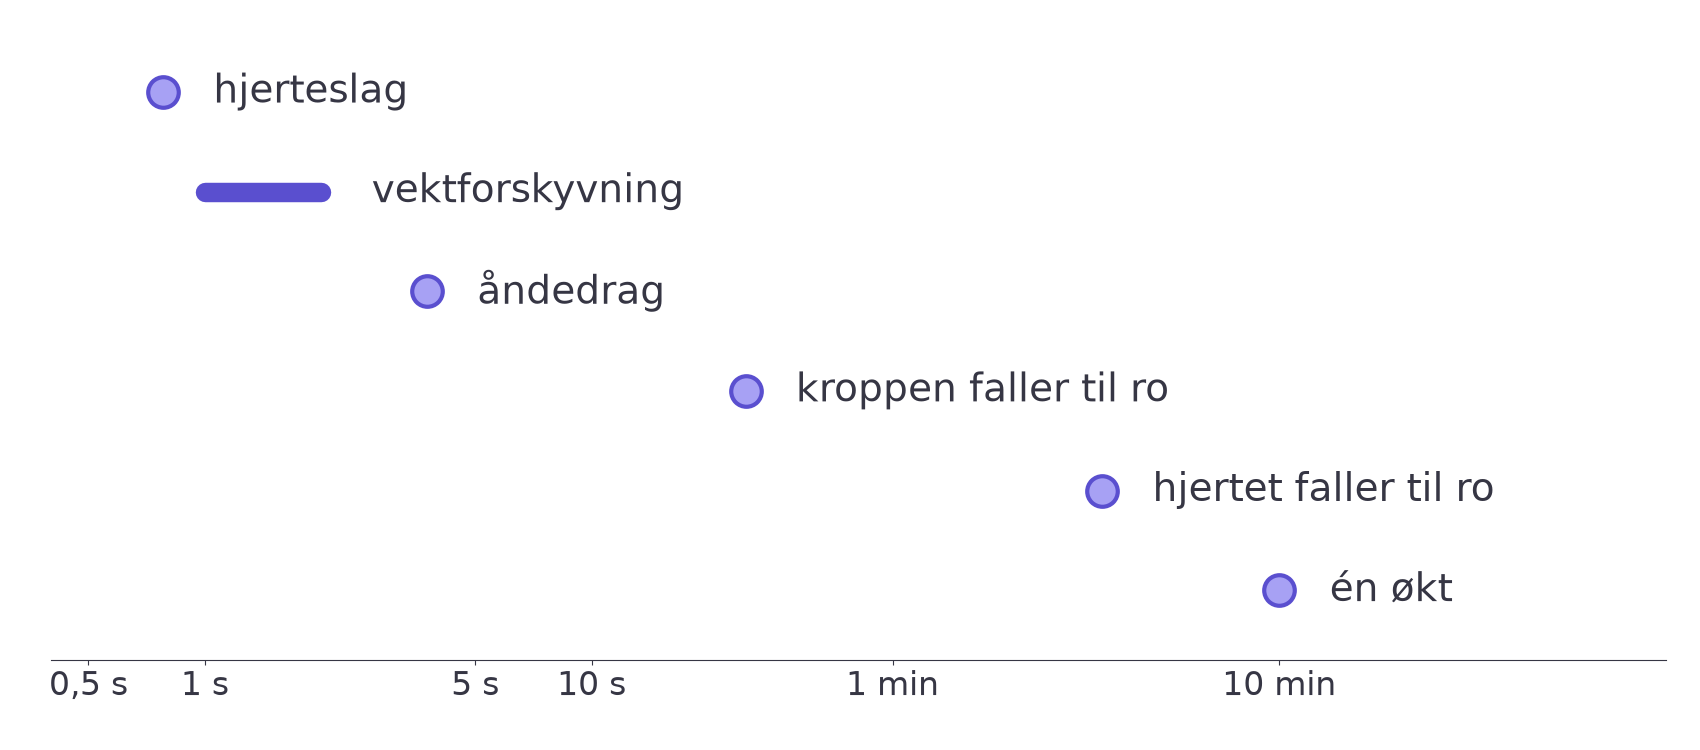 hjerteslag
vektforskyvning
åndedrag
kroppen faller til ro
hjertet faller til ro
én økt
0,5 s 1 s 5 s 10 s 1 min 10 min